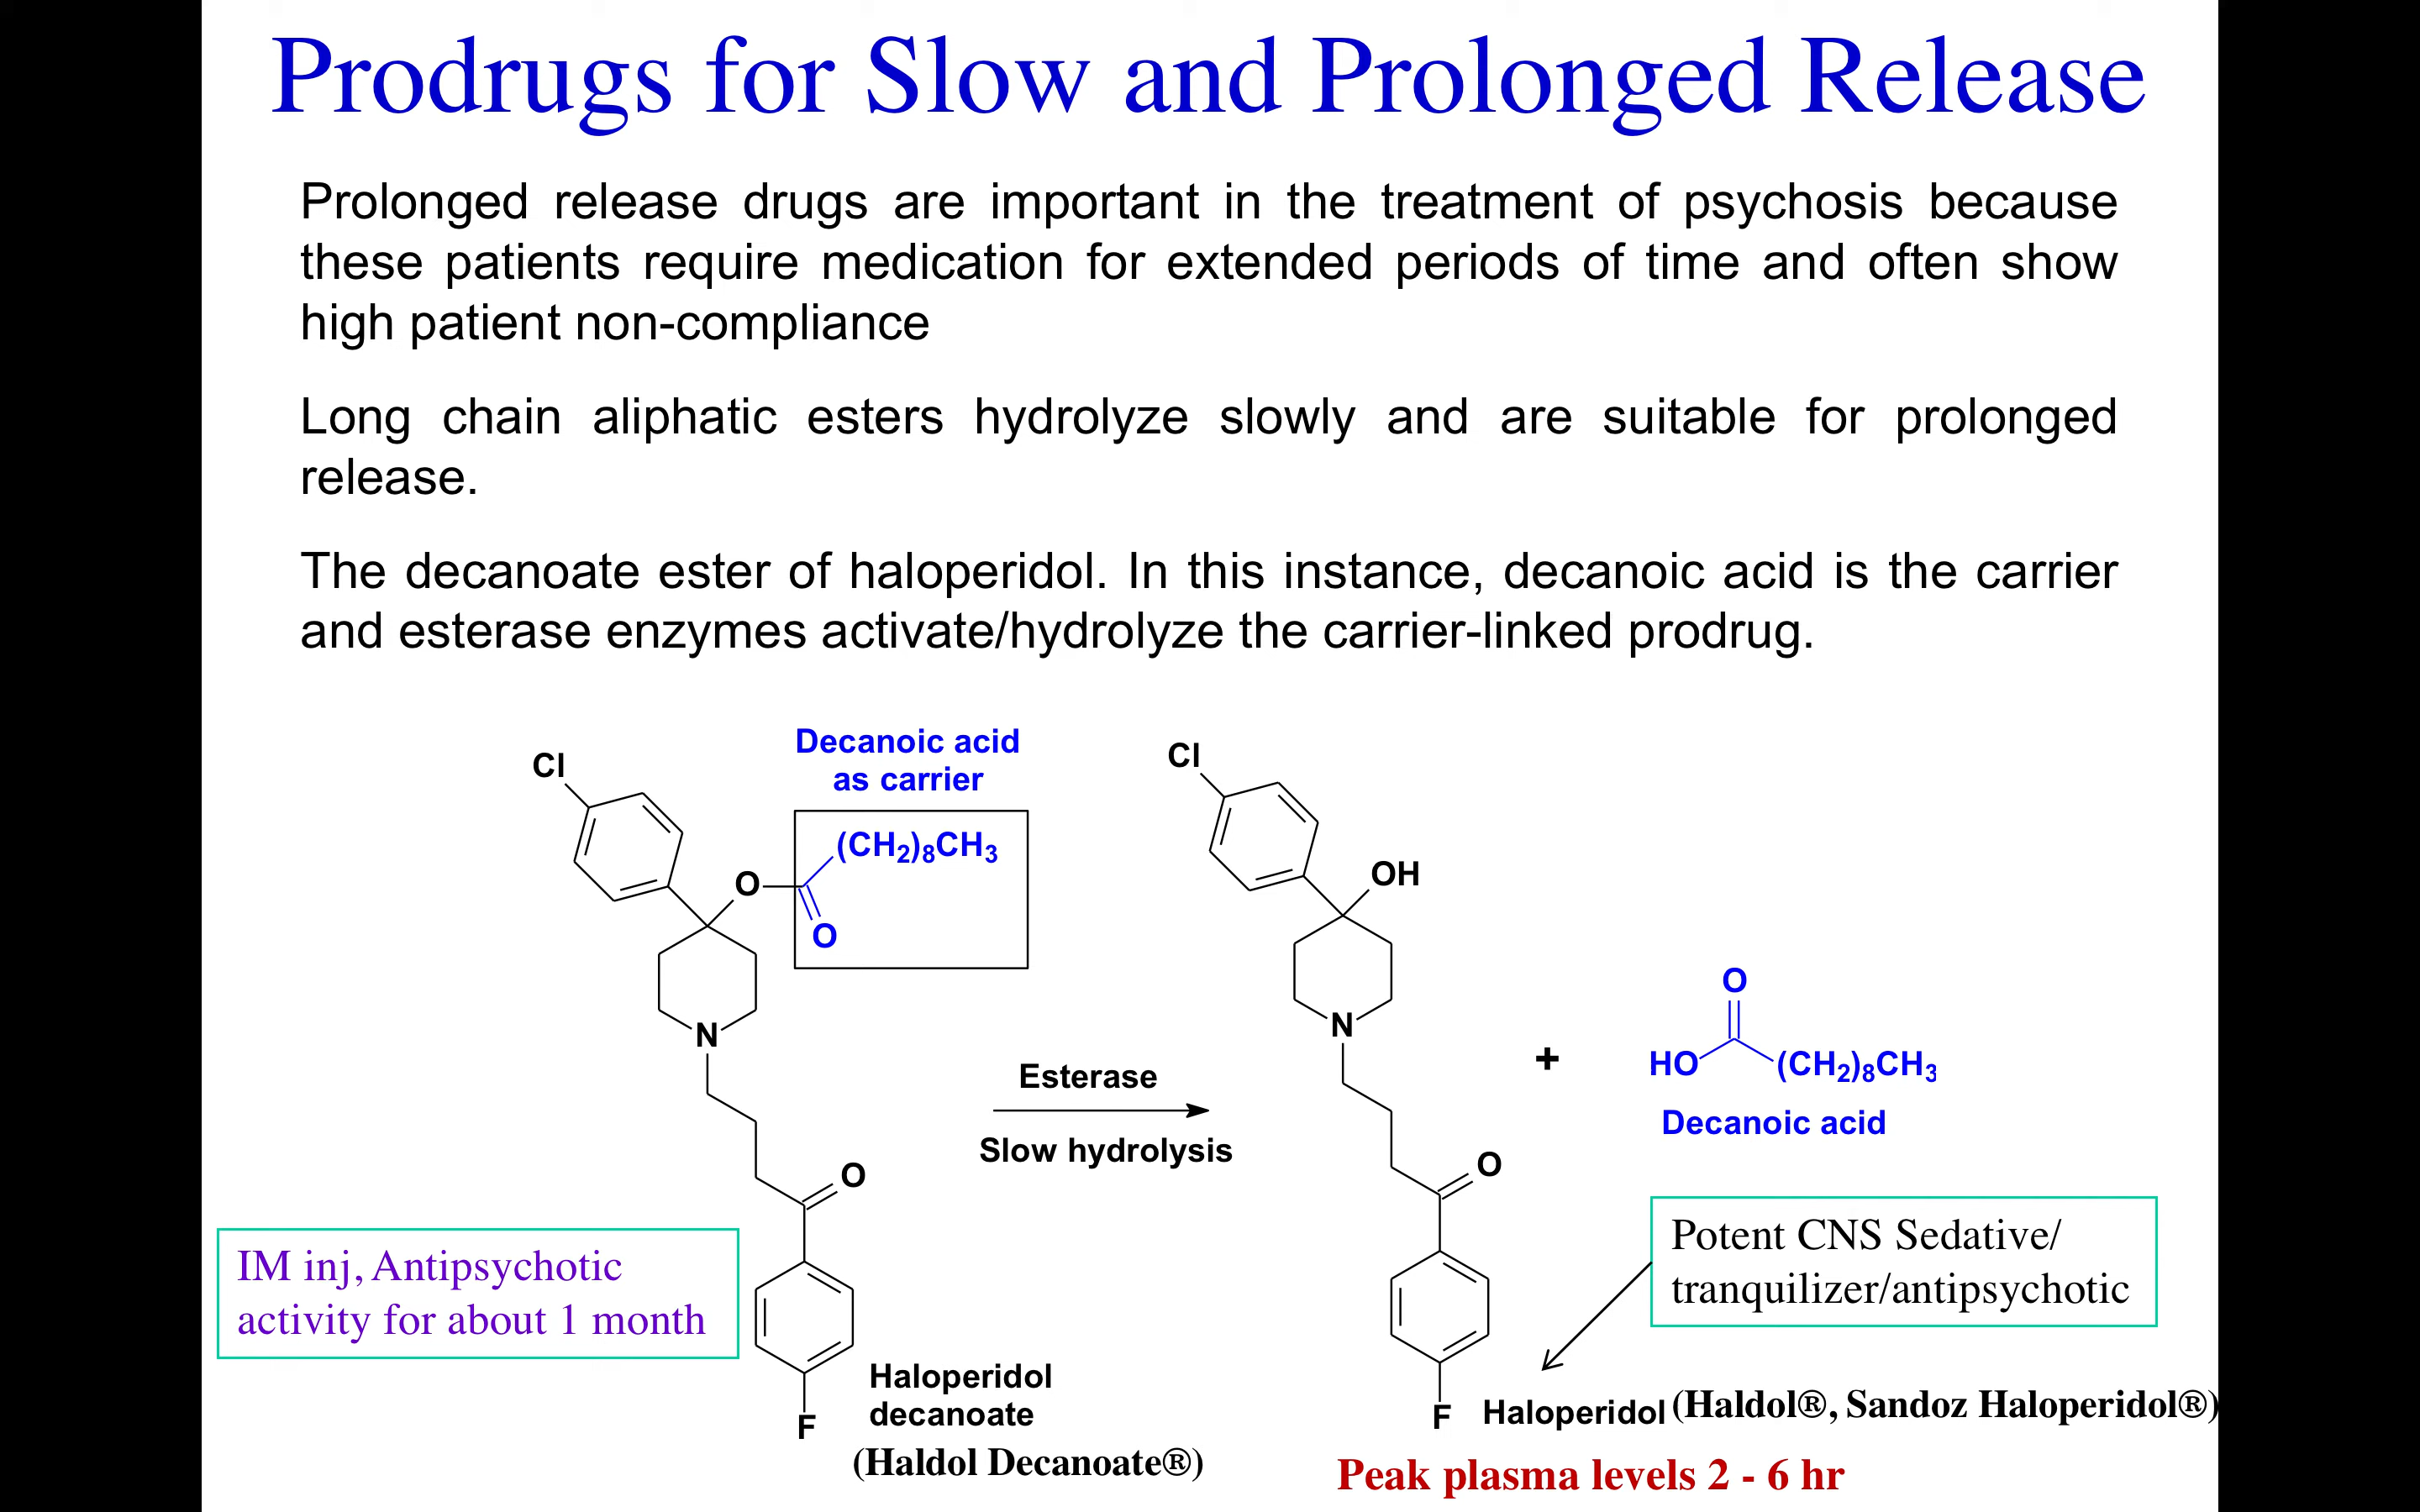 Prodrugs for Slow and Prolonged Release
Prolonged release drugs are important in the treatment of psychosis because
these patients require medication for extended periods of time and often show
high patient non-compliance
Long chain aliphatic esters hydrolyze slowly and are suitable for prolonged
release.
The decanoate ester of haloperidol. In this instance, decanoic acid is the carrier
and esterase enzymes activate/hydrolyze the carrier-linked prodrug.
Decanoic acid
as carrier
Cl
(CH2)8CH3
O
O
N
O
F
Haloperidol
decanoate
(Haldol Decanoate®)
IM inj, Antipsychotic
activity for about 1 month
Esterase
Slow hydrolysis
Cl
OH
N
O
F
Haloperidol (Haldol®, Sandoz Haloperidol®)
Peak plasma levels 2 - 6 hr
+
O
HO
(CH2)8CH3
Decanoic acid
Potent CNS Sedative/
tranquilizer/antipsychotic